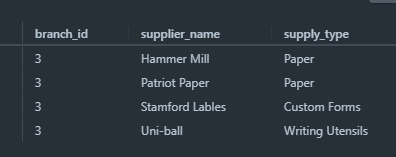 branch_id supplier_name supply_type
3 Hammer Mill Paper
3 Patriot Paper Paper
3 Stamford Lables Custom Forms
3 Uni-ball Writing Utensils